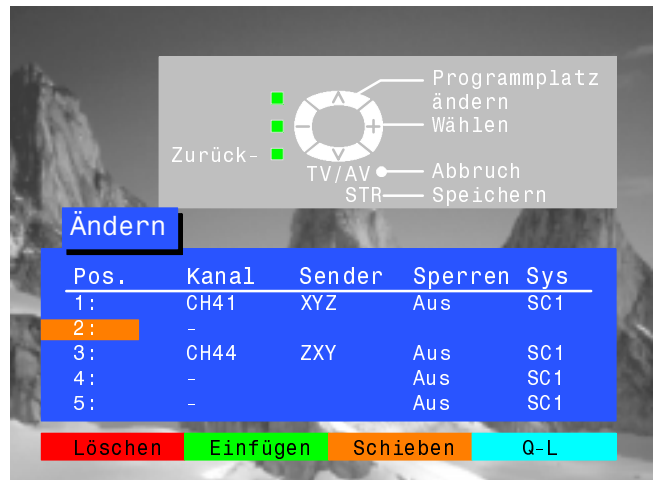 Programmplatz
ändern
Wählen
Zurück-
TV/AV Abbruch
STR Speichern
Ändern
Pos. Kanal Sender Sperren Sys
1: CH41 XYZ Aus SC1
2: -
3: CH44 ZXY Aus SC1
4: - Aus SC1
5: - Aus SC1
Löschen Einfügen Schieben Q-L